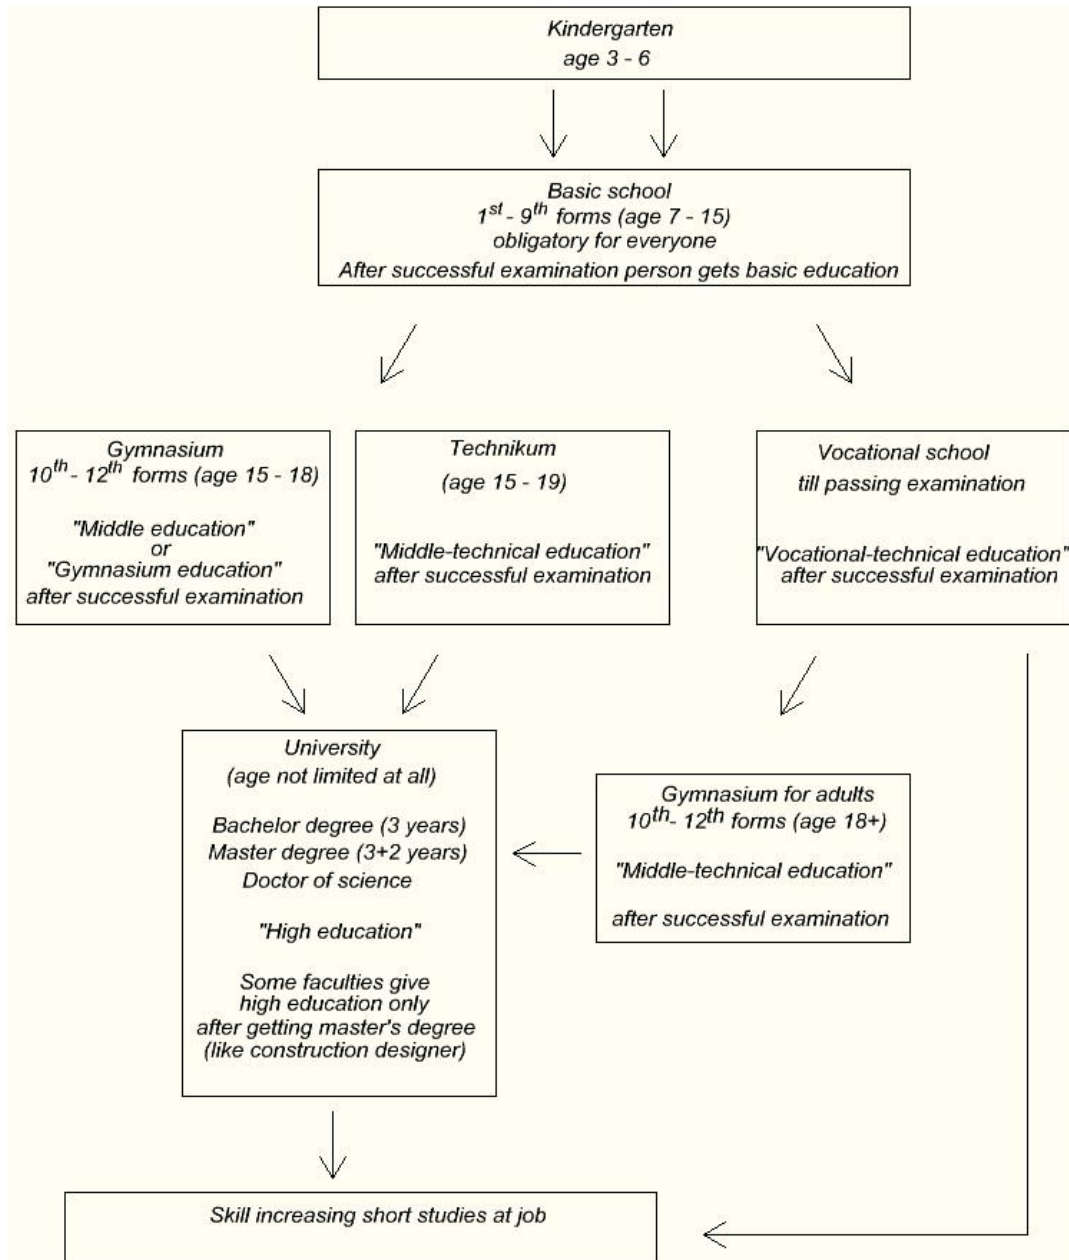 Kindergarten
age 3 - 6
Basic school
1st - 9th forms (age 7 - 15)
obligatory for everyone
After successful examination person gets basic education
Gymnasium
10th - 12th forms (age 15 - 18)
"Middle education"
or
"Gymnasium education"
after successful examination
Technikum
(age 15 - 19)
"Middle-technical education"
after successful examination
Vocational school
till passing examination
"Vocational-technical education"
after successful examination
University
(age not limited at all)
Bachelor degree (3 years)
Master degree (3+2 years)
Doctor of science
"High education"
Some faculties give
high education only
after getting master's degree
(like construction designer)
Gymnasium for adults
10th- 12th forms (age 18+)
"Middle-technical education"
after successful examination
Skill increasing short studies at job